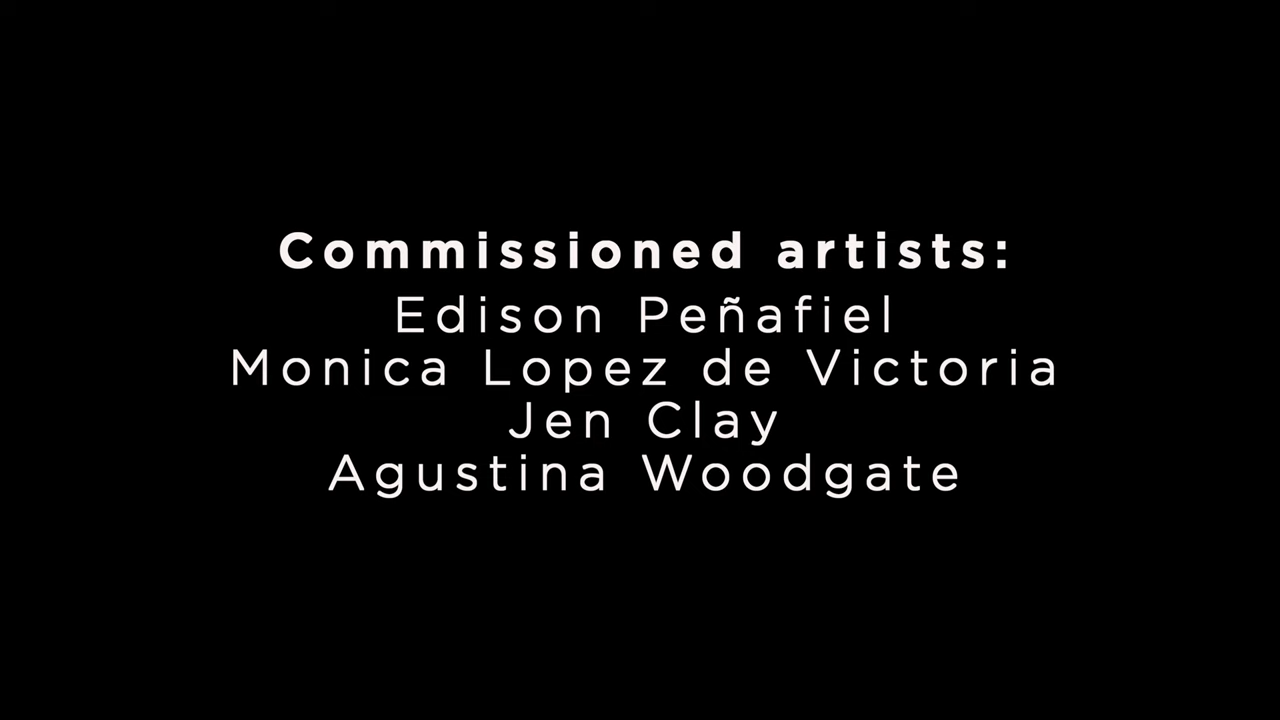 Commissioned artists:
Edison Peñafiel
Monica Lopez de Victoria
Jen Clay
Agustina Woodgate